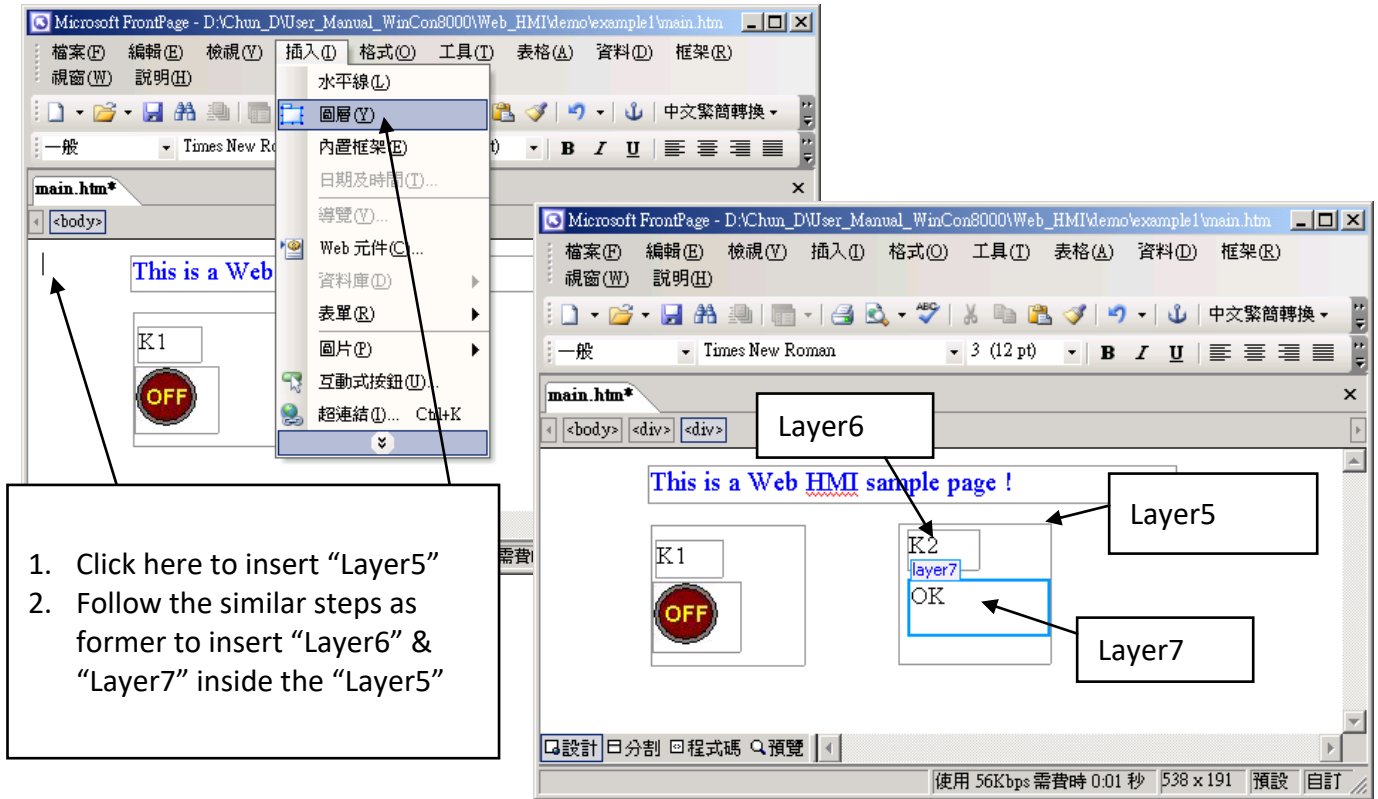 Microsoft FrontPage - D:\Chun_D\User_Manual_WinCon8000\Web_HMI\demo\example1\main.htm
檔案(F) 編輯(E) 檢視(V) 插入(I) 格式(O) 工具(T) 表格(A) 資料(D) 框架(R)
視窗(W) 說明(H)
水平線(L)
圖層(Y)
內置框架(E)
日期及時間(T)...
導覽(V)...
Web 元件(C)...
資料庫(D)
表單(R)
圖片(P)
互動式按鈕(U)...
超連結(I)... Ctrl+K
中文繁簡轉換
一般 Times New Ro
B I U
main.htm*
<body>
This is a Web
K1
OFF
1. Click here to insert “Layer5”
2. Follow the similar steps as
former to insert “Layer6” &
“Layer7” inside the “Layer5”
Microsoft FrontPage - D:\Chun_D\User_Manual_WinCon8000\Web_HMI\demo\example1\main.htm
檔案(F) 編輯(E) 檢視(V) 插入(I) 格式(O) 工具(T) 表格(A) 資料(D) 框架(R)
視窗(W) 說明(H)
ABC 中文繁簡轉換
一般 Times New Roman 3 (12 pt) B I U
main.htm*
<body> <div> <div>
Layer6
This is a Web HMI sample page !
Layer5
K1
OFF
K2
layer7
OK
Layer7
設計 分割 程式碼 預覽
使用 56Kbps 需費時 0:01 秒 538 x 191 預設 自訂